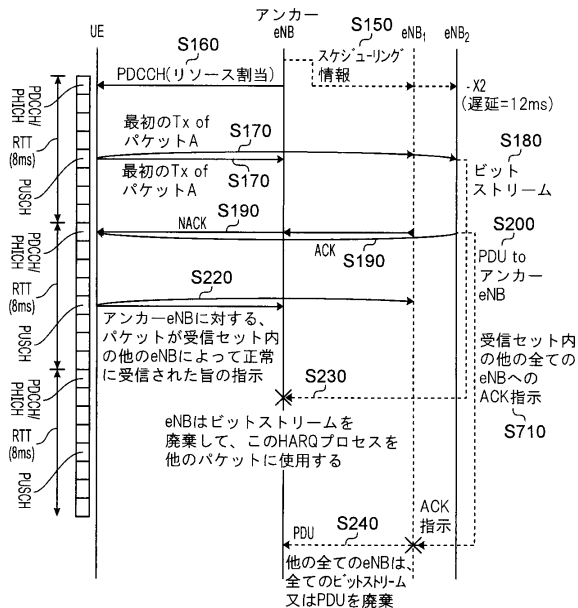 アンカー
UE
eNB
eNB1
eNB2
S150
スケジューリング
情報
S160
PDCCH(リソース割当)
X2
(遅延=12ms)
PDCCH/
PHICH
RTT
(8ms)
PUSCH
最初のTx of
パケットA
S170
S170
最初のTx of
パケットA
S180
ビット
ストリーム
S190
NACK
ACK
S190
S200
PDU to
アンカー
eNB
PDCCH/
PHICH
RTT
(8ms)
PUSCH
S220
アンカーeNBに対する、
パケットが受信セット内
の他のeNBによって正常
に受信された旨の指示
受信セット
内の他の全ての
eNBへの
ACK指示
S710
S230
eNBはビットストリームを
廃棄して、このHARQプロセスを
他のパケットに使用する
PDCCH/
PHICH
RTT
(8ms)
PUSCH
S240
PDU
ACK
指示
他の全てのeNBは、
全てのビットストリーム
又はPDUを廃棄